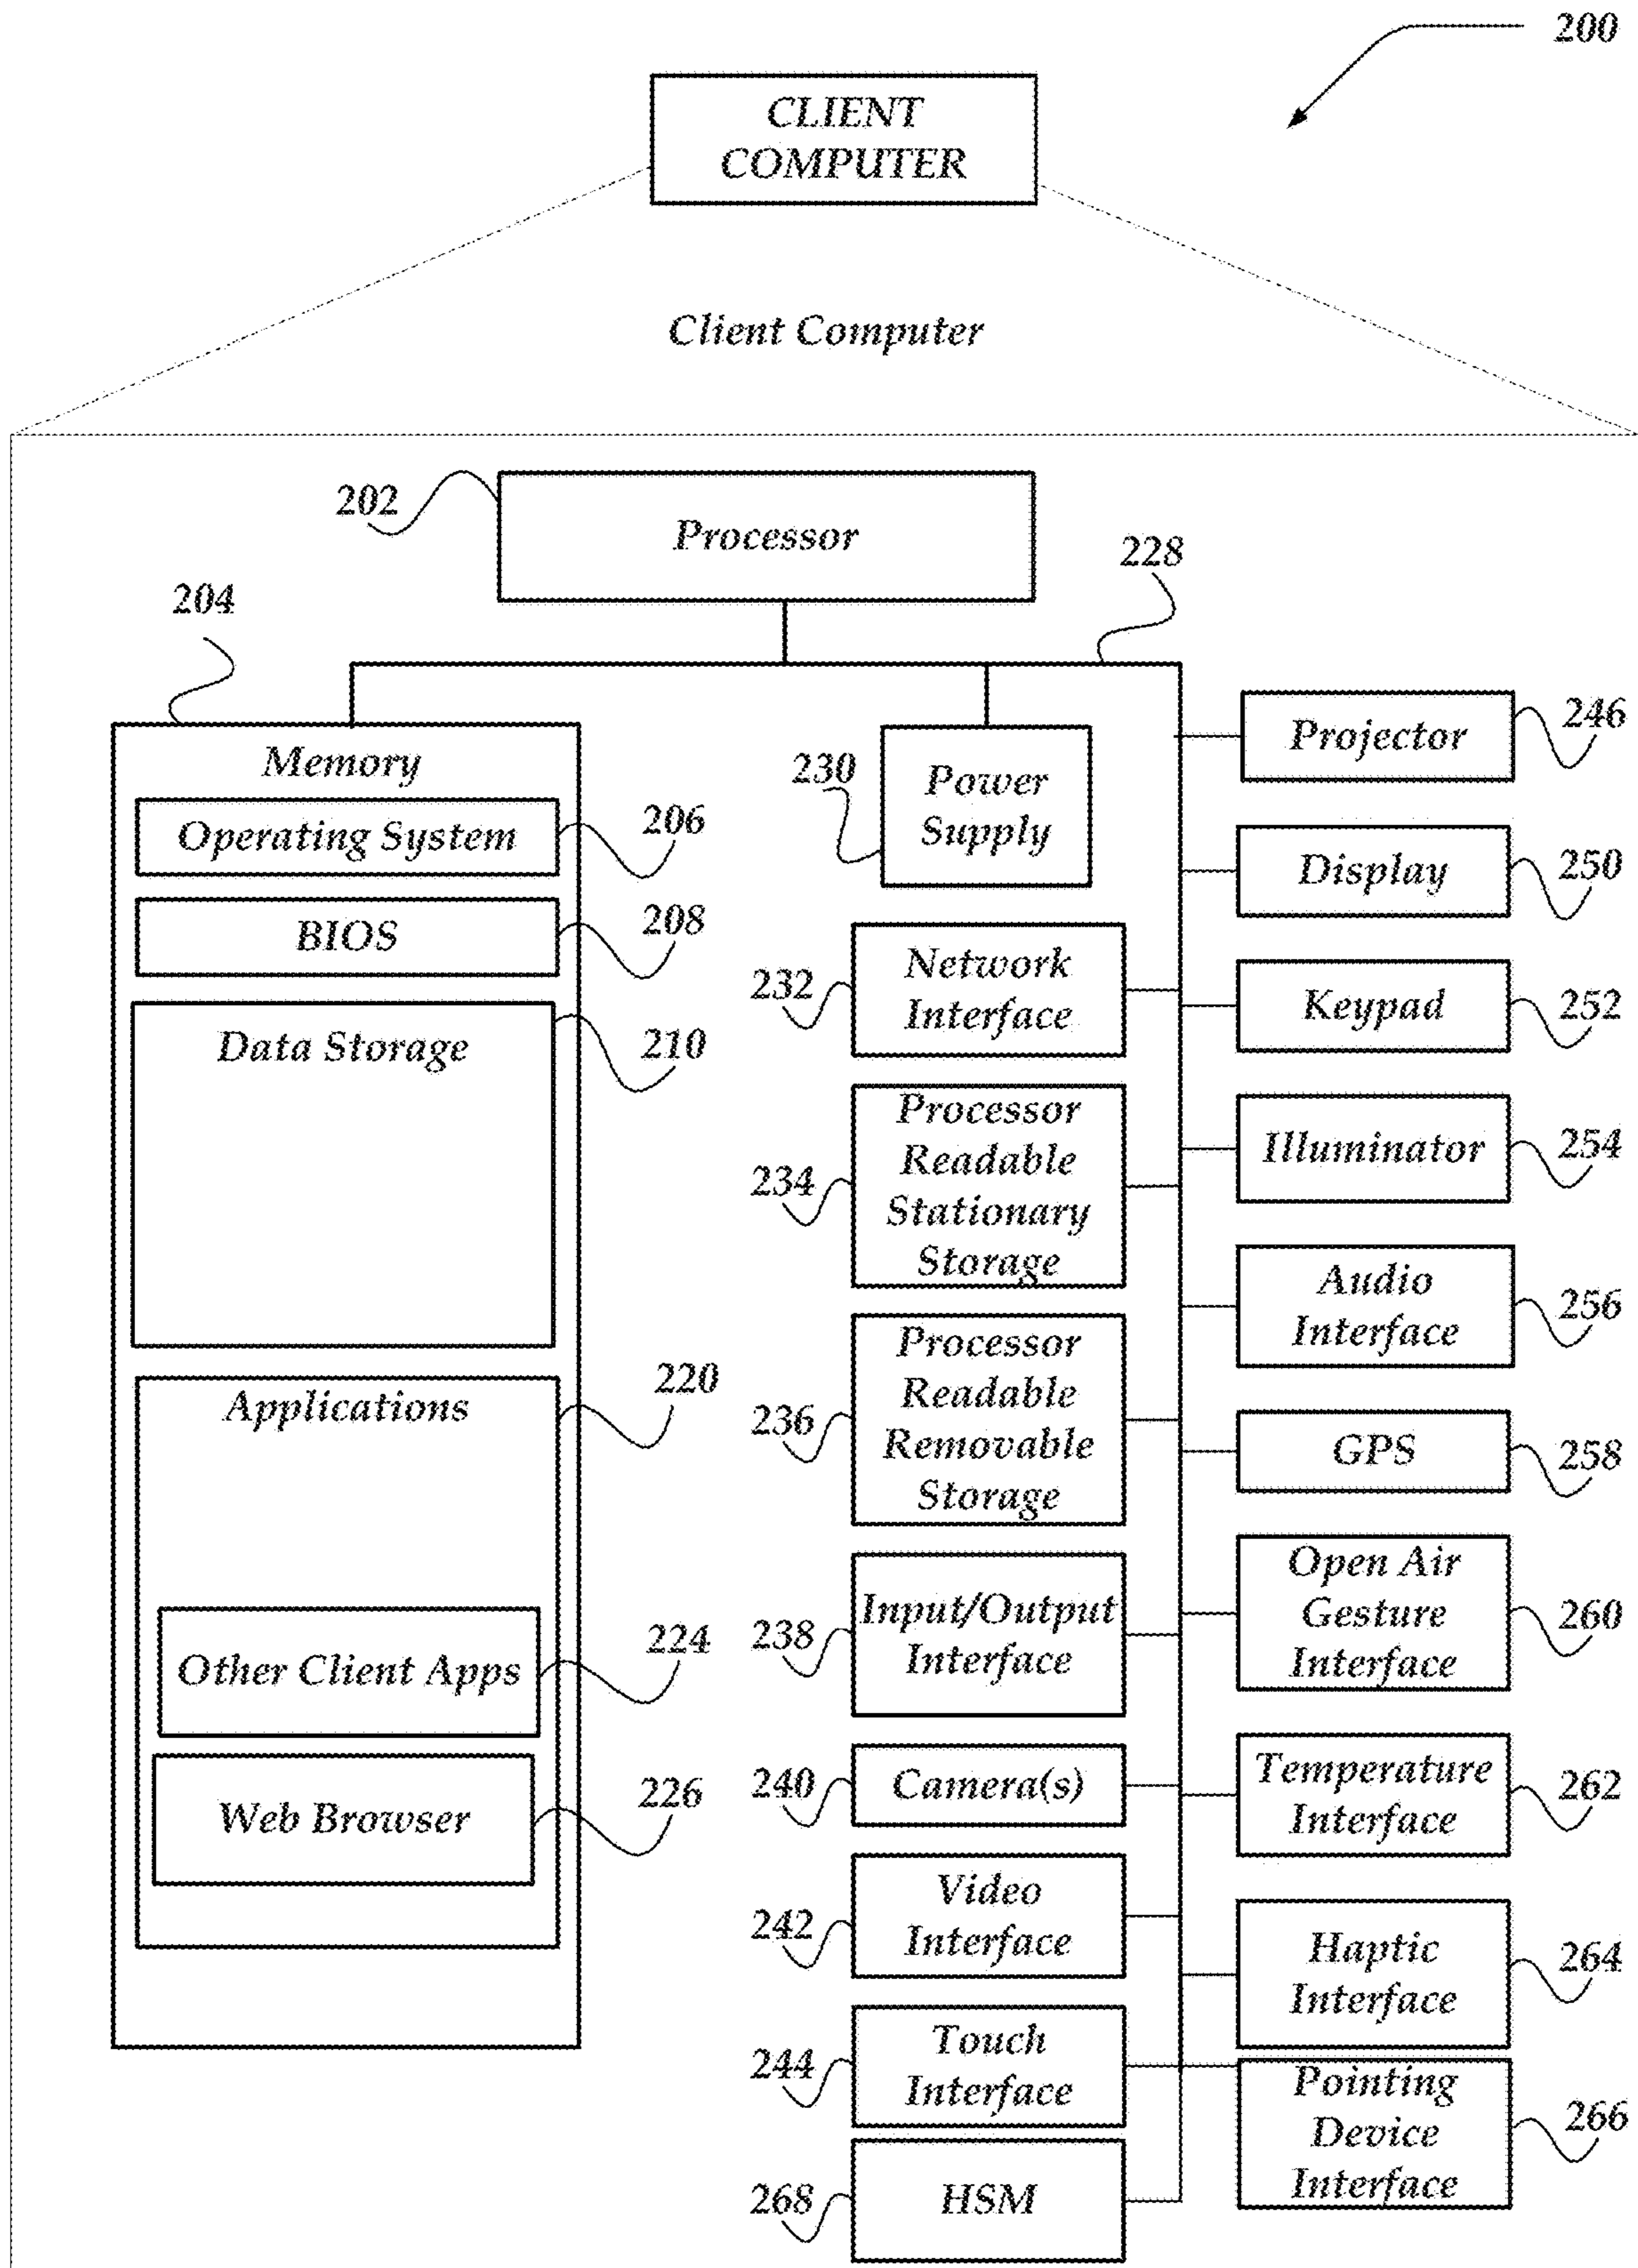 200
CLIENT
COMPUTER
Client Computer
202
Processor
228
204
Memory
Operating System
206
BIOS
208
Data Storage
210
Applications
220
Other Client Apps
224
Web Browser
226
230
Power
Supply
232
Network
Interface
234
Processor
Readable
Stationary
Storage
236
Processor
Readable
Removable
Storage
238
Input/Output
Interface
240
Camera(s)
242
Video
Interface
244
Touch
Interface
268
HSM
Projector
246
Display
250
Keypad
252
Illuminator
254
Audio
Interface
256
GPS
258
Open Air
Gesture
Interface
260
Temperature
Interface
262
Haptic
Interface
264
Pointing
Device
Interface
266